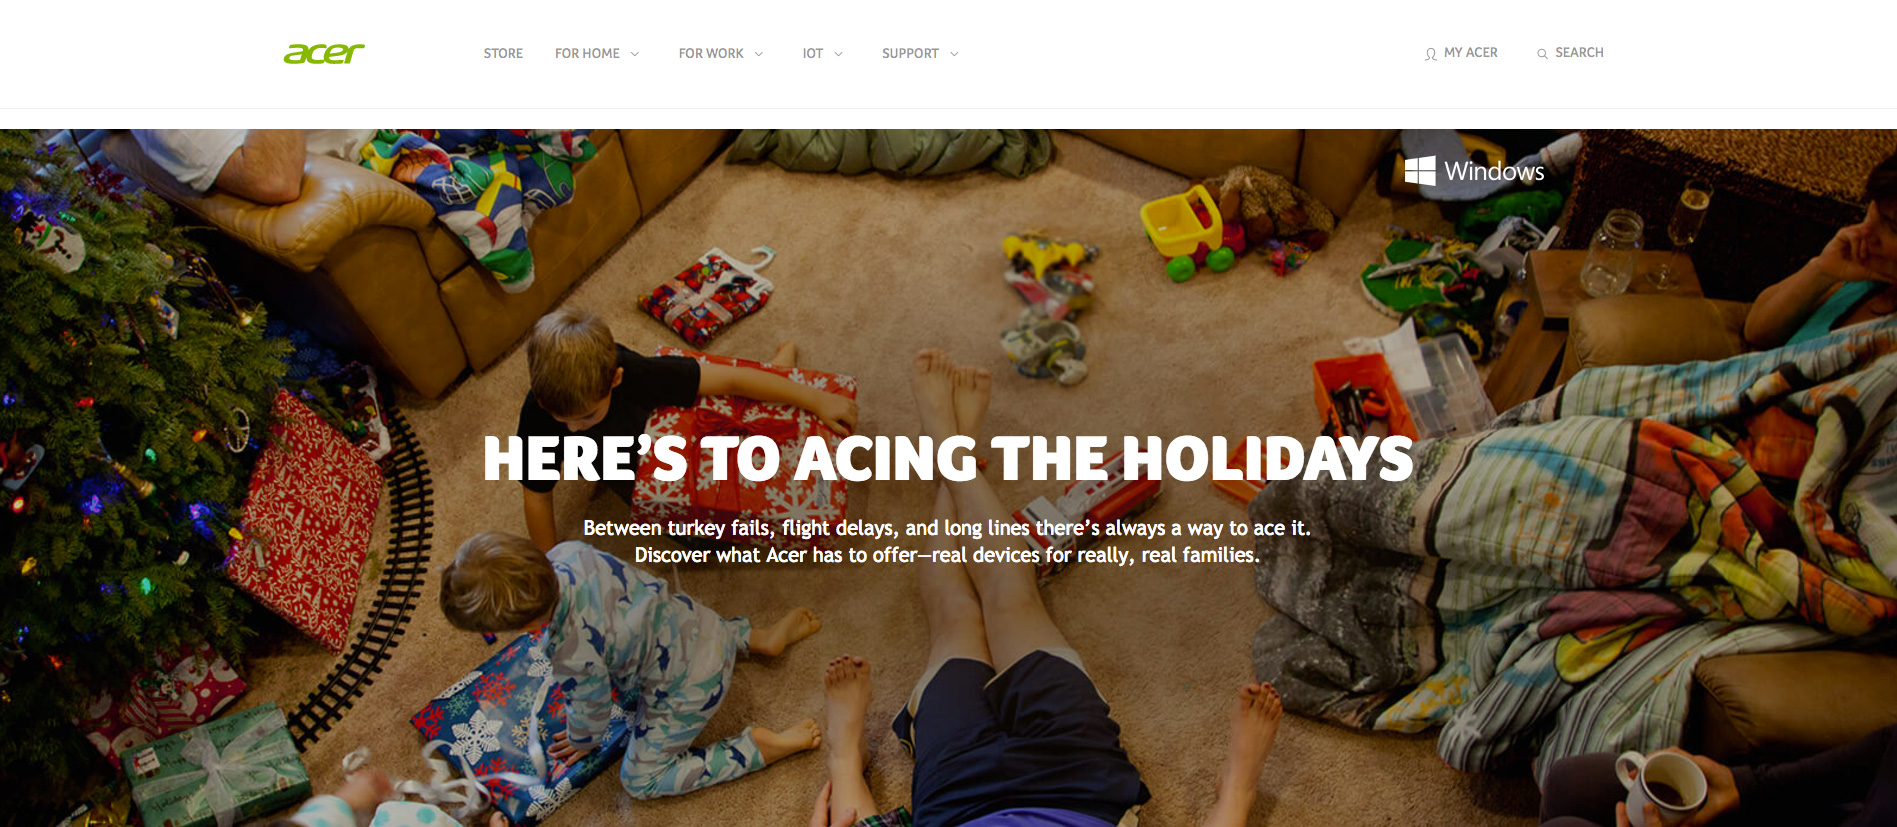 acer
STORE
FOR HOME
FOR WORK
IOT
SUPPORT
MY ACER
SEARCH
Windows
HERE’S TO ACING THE HOLIDAYS
Between turkey fails, flight delays, and long lines there’s always a way to ace it.
Discover what Acer has to offer—real devices for really, real families.